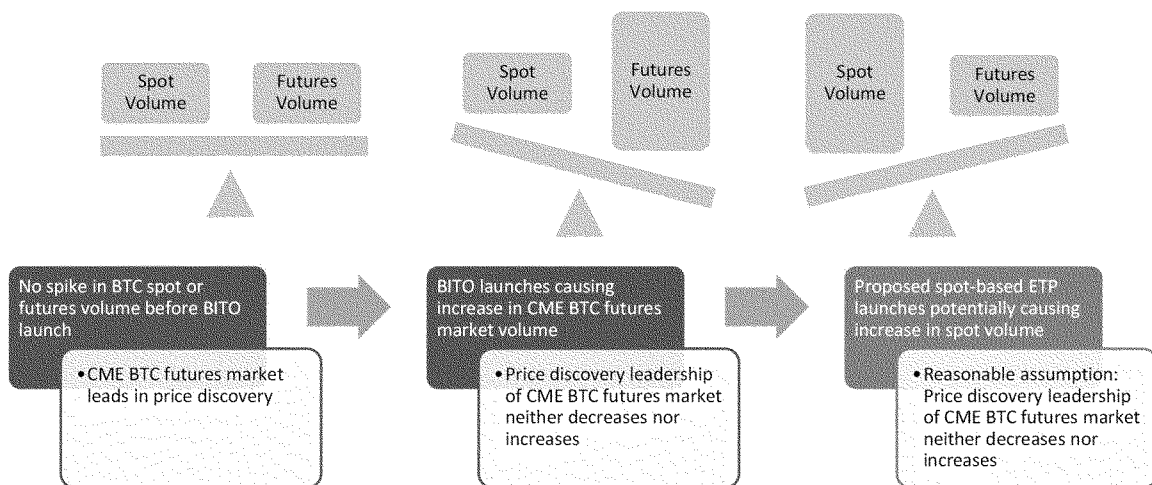 Spot
Volume
Futures
Volume
Spot
Volume
Futures
Volume
Spot
Volume
Futures
Volume
No spike in BTC spot or
futures volume before BITO
launch
•CME BTC futures market
leads in price discovery
BITO launches causing
increase in CME BTC futures
market volume
•Price discovery leadership
of CME BTC futures market
neither decreases nor
increases
Proposed spot-based ETP
launches potentially causing
increase in spot volume
•Reasonable assumption:
Price discovery leadership
of CME BTC futures market
neither decreases nor
increases